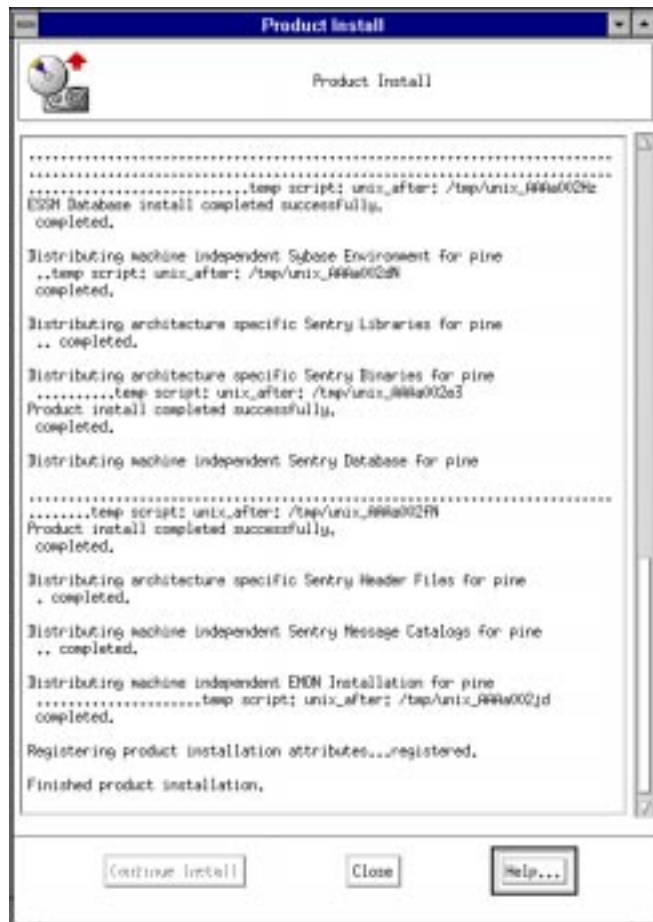 Product Install
Product Install
................................................................................
................................................................................
..............................temp script: unix_after: /tmp/unix_AAAa002Hz
ESSM Database install completed successfully.
completed.
Distributing machine independent Sybase Environment for pine
..temp script: unix_after: /tmp/unix_AAAa002dN
completed.
Distributing architecture specific Sentry Libraries for pine
.. completed.
Distributing architecture specific Sentry Binaries for pine
..........temp script: unix_after: /tmp/unix_AAAa002a3
Product install completed successfully.
completed.
Distributing machine independent Sentry Database for pine
................................................................................
........temp script: unix_after: /tmp/unix_AAAa002fN
Product install completed successfully.
completed.
Distributing architecture specific Sentry Header Files for pine
. completed.
Distributing machine independent Sentry Message Catalogs for pine
.. completed.
Distributing machine independent EMON Installation for pine
.....................temp script: unix_after: /tmp/unix_AAAa002jd
completed.
Registering product installation attributes...registered.
Finished product installation.
Continue Install Close Help...